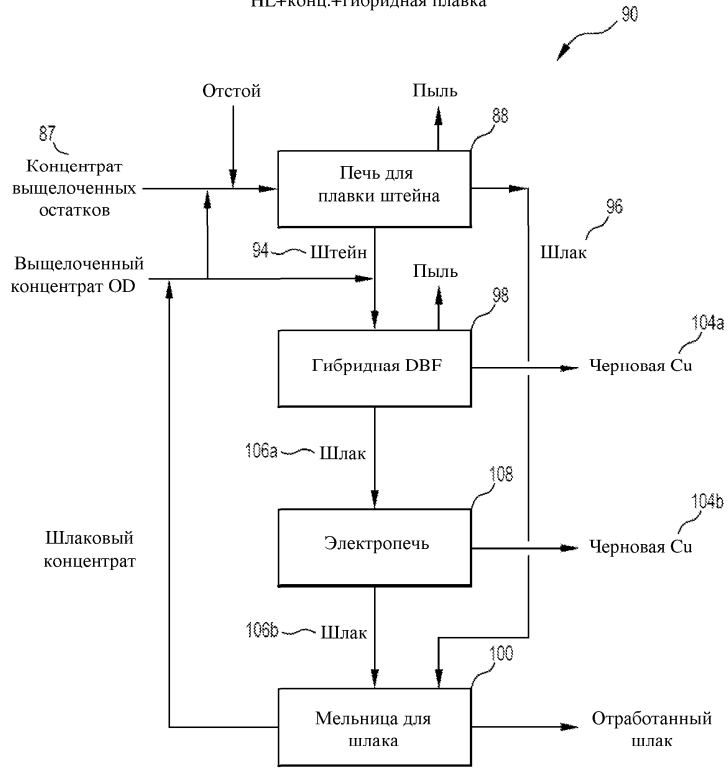 HL+конц.+гибридная плавка
90
Отстой
Пыль
87
88
Концентрат
выщелоченных
остатков
Печь для
плавки штейна
96
94
Штейн
Шлак
Выщелоченный
концентрат OD
Пыль
98
104a
Гибридная DBF
Черновая Cu
106a
Шлак
108
104b
Шлаковый
концентрат
Электропечь
Черновая Cu
106b
Шлак
100
Мельница для
шлака
Отработанный
шлак